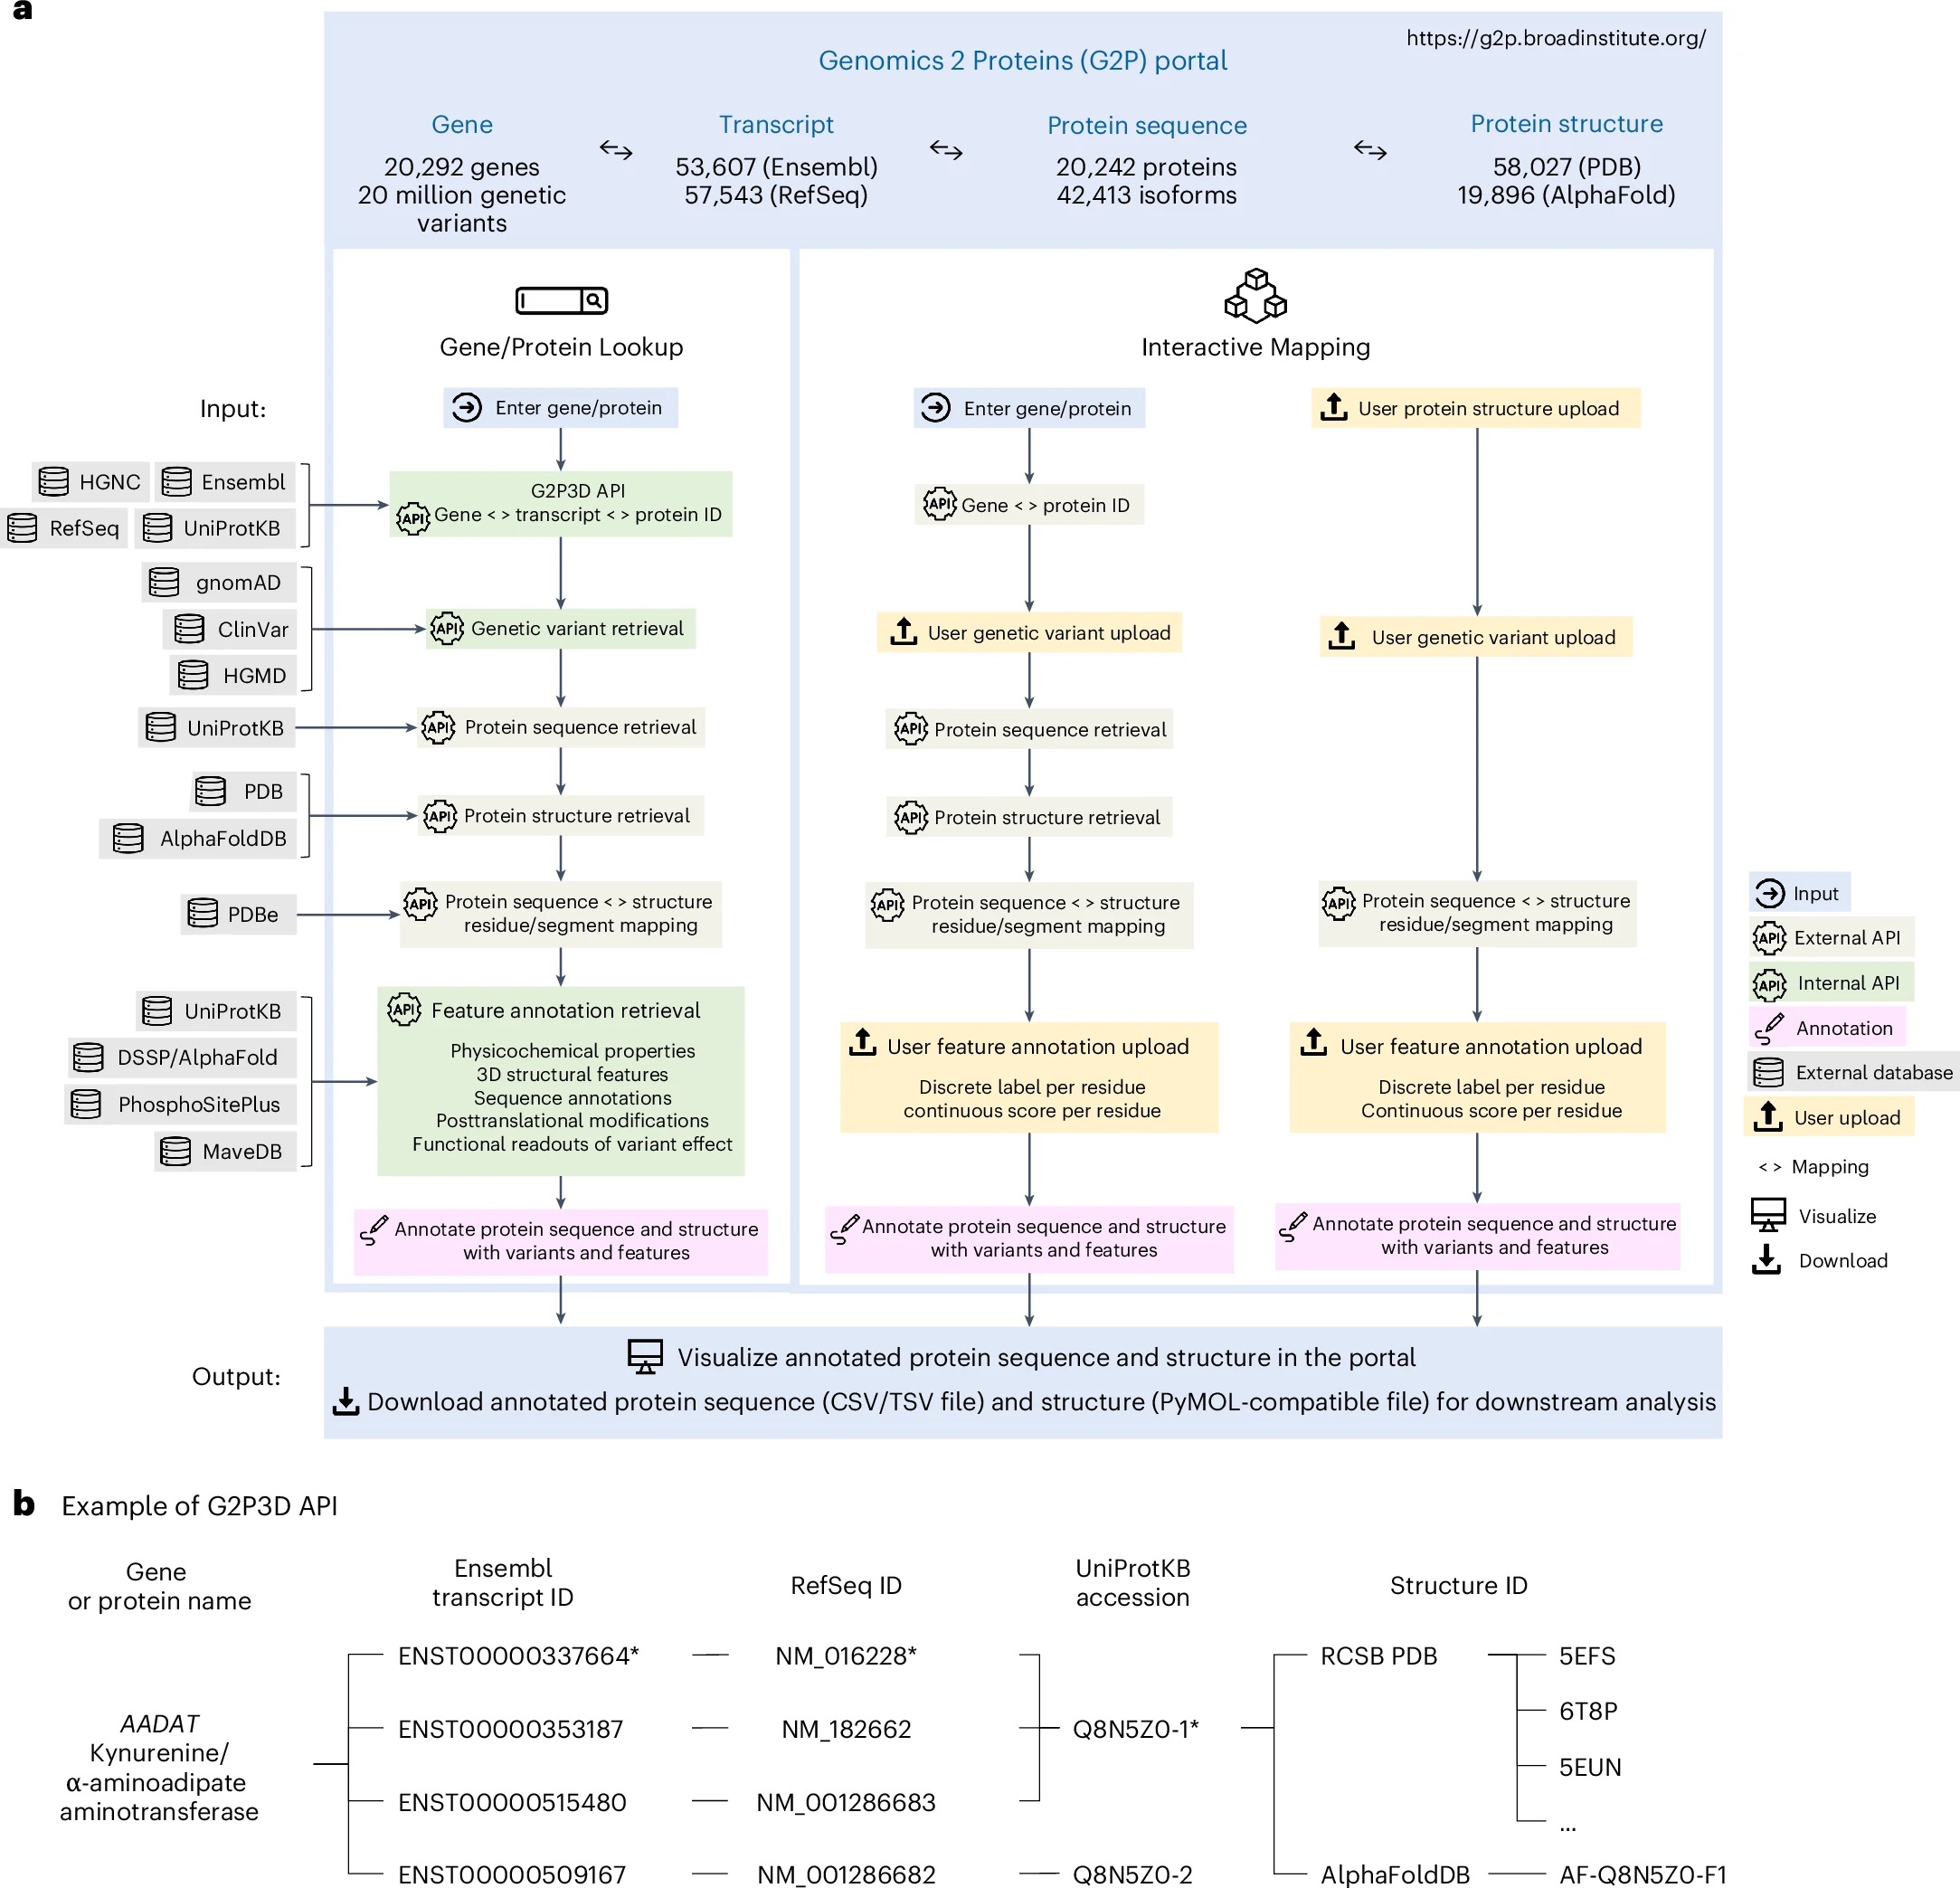 a
https://g2p.broadinstitute.org/
Genomics 2 Proteins (G2P) portal
Gene
20,292 genes
20 million genetic
variants
Transcript
53,607 (Ensembl)
57,543 (RefSeq)
Protein sequence
20,242 proteins
42,413 isoforms
Protein structure
58,027 (PDB)
19,896 (AlphaFold)
Gene/Protein Lookup
Interactive Mapping
Input:
Enter gene/protein
Enter gene/protein
User protein structure upload
HGNC
Ensembl
RefSeq
UniProtKB
G2P3D API
API Gene < > transcript < > protein ID
API Gene < > protein ID
gnomAD
ClinVar
HGMD
API Genetic variant retrieval
User genetic variant upload
User genetic variant upload
UniProtKB
API Protein sequence retrieval
API Protein sequence retrieval
PDB
AlphaFoldDB
API Protein structure retrieval
API Protein structure retrieval
PDBe
API Protein sequence < > structure
residue/segment mapping
API Protein sequence < > structure
residue/segment mapping
API Protein sequence < > structure
residue/segment mapping
UniProtKB
DSSP/AlphaFold
PhosphoSitePlus
MaveDB
API Feature annotation retrieval
Physicochemical properties
3D structural features
Sequence annotations
Posttranslational modifications
Functional readouts of variant effect
User feature annotation upload
Discrete label per residue
continuous score per residue
User feature annotation upload
Discrete label per residue
Continuous score per residue
Annotate protein sequence and structure
with variants and features
Annotate protein sequence and structure
with variants and features
Annotate protein sequence and structure
with variants and features
Input
API External API
API Internal API
Annotation
External database
User upload
< > Mapping
Visualize
Download
Output:
Visualize annotated protein sequence and structure in the portal
Download annotated protein sequence (CSV/TSV file) and structure (PyMOL-compatible file) for downstream analysis
b Example of G2P3D API
Gene
or protein name
Ensembl
transcript ID
RefSeq ID
UniProtKB
accession
Structure ID
AADAT
Kynurenine/
α-aminoadipate
aminotransferase
ENST00000337664*
NM_016228*
ENST00000353187
NM_182662
ENST00000515480
NM_001286683
ENST00000509167
NM_001286682
Q8N5Z0-1*
Q8N5Z0-2
RCSB PDB
5EFS
6T8P
5EUN
...
AlphaFoldDB
AF-Q8N5Z0-F1